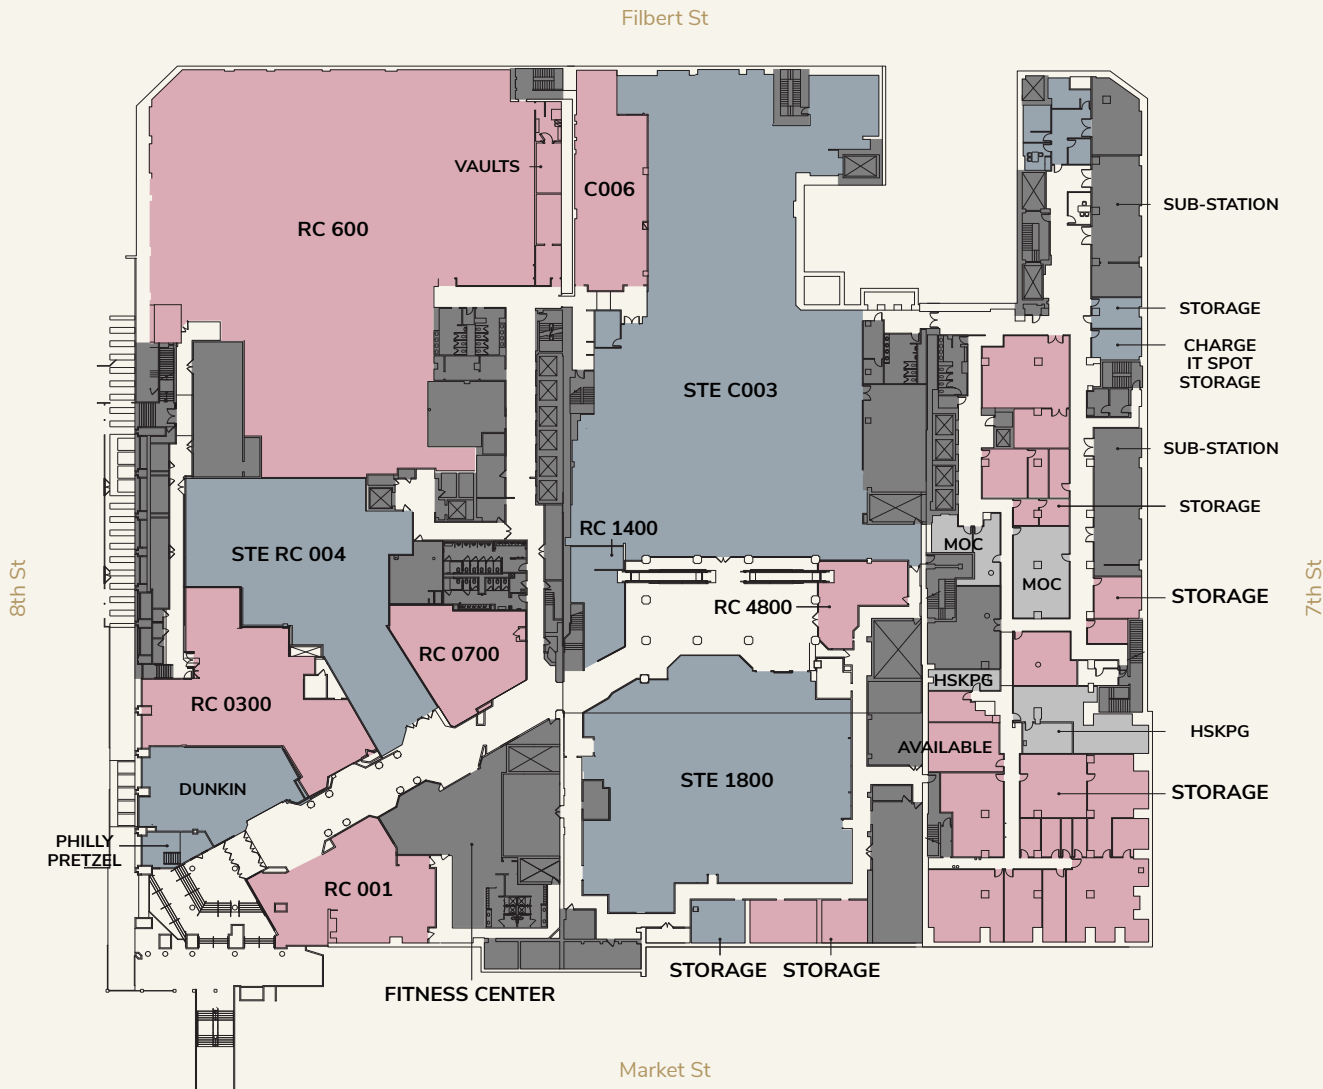 Filbert St
VAULTS
C006
RC 600
SUB-STATION
STORAGE
CHARGE
IT SPOT
STORAGE
STE C003
SUB-STATION
STORAGE
RC 1400
STE RC 004
MOC
MOC
8th St
7th St
RC 4800
STORAGE
RC 0700
HSKPG
RC 0300
HSKPG
AVAILABLE
STE 1800
DUNKIN
STORAGE
PHILLY
PRETZEL
RC 001
STORAGE
STORAGE
FITNESS CENTER
Market St